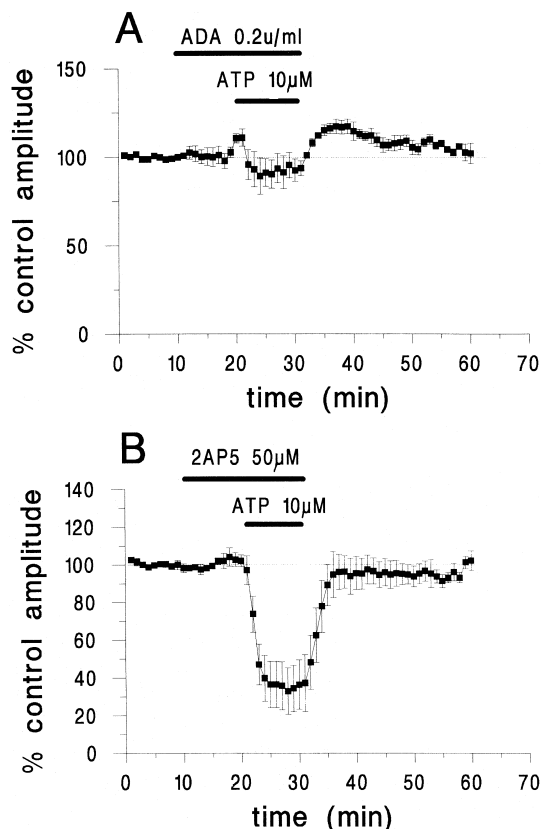 A
ADA 0.2u/ml
ATP 10µM
150
100
50
0
% control amplitude
0 10 20 30 40 50 60 70
time (min)
B
2AP5 50µM
ATP 10µM
140
120
100
80
60
40
20
0
% control amplitude
0 10 20 30 40 50 60 70
time (min)